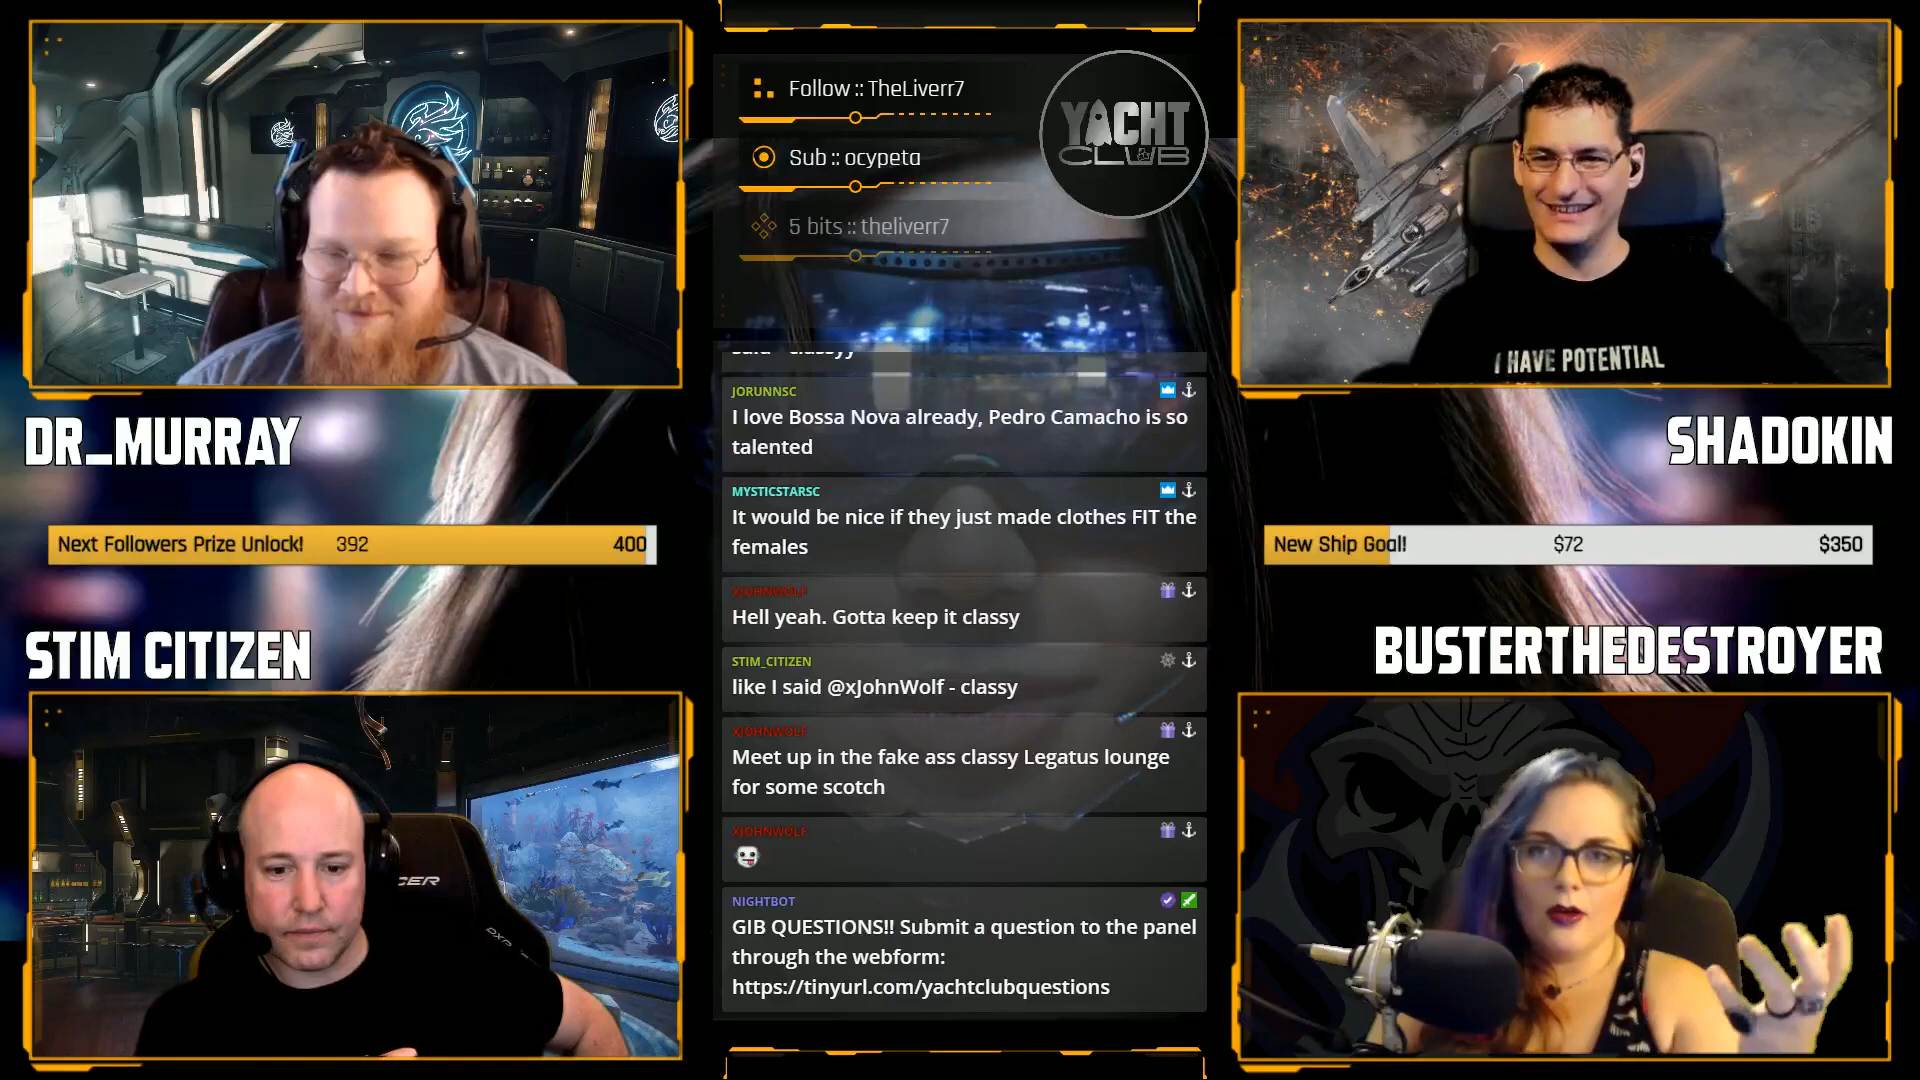 Follow :: TheLiverr7
Sub :: ocypeta
5 bits :: theliverr7
YACHT
CLUB
I HAVE POTENTIAL
DR_MURRAY
SHADOKIN
Next Followers Prize Unlock! 392 400
New Ship Goal! $72 $350
STIM CITIZEN
BUSTERTHEDESTROYER
said - classyy
JORUNNSC
I love Bossa Nova already, Pedro Camacho is so
talented
MYSTICSTARSC
It would be nice if they just made clothes FIT the
females
XJOHNWOLF
Hell yeah. Gotta keep it classy
STIM_CITIZEN
like I said @xJohnWolf - classy
XJOHNWOLF
Meet up in the fake ass classy Legatus lounge
for some scotch
XJOHNWOLF
NIGHTBOT
GIB QUESTIONS!! Submit a question to the panel
through the webform:
https://tinyurl.com/yachtclubquestions